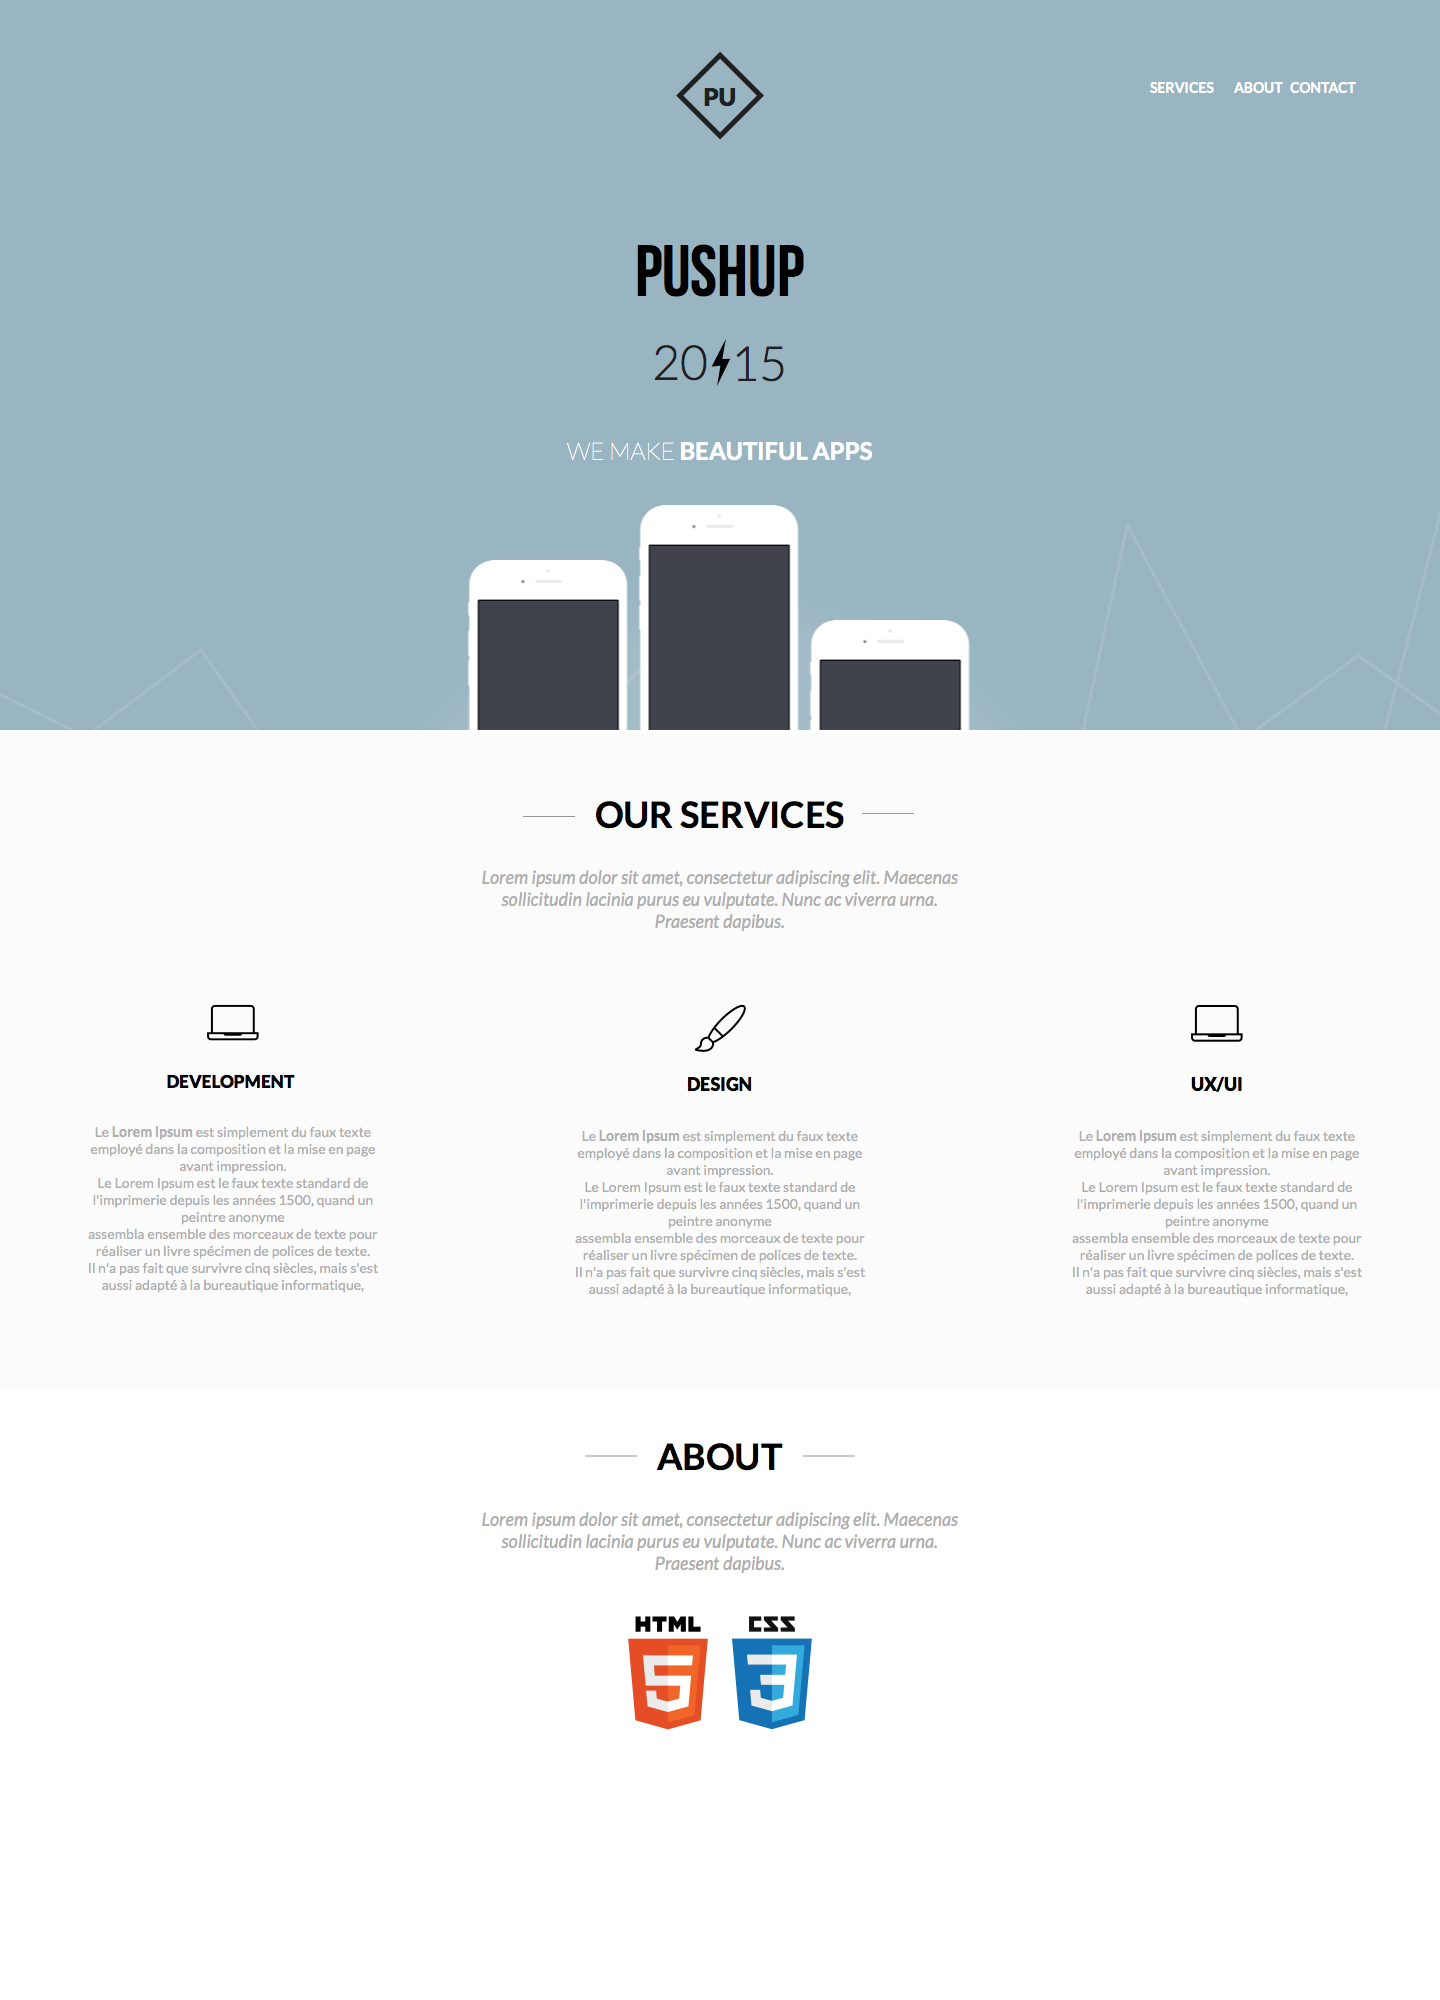 PU
SERVICES ABOUT CONTACT
PUSHUP
20 15
WE MAKE BEAUTIFUL APPS
OUR SERVICES
Lorem ipsum dolor sit amet, consectetur adipiscing elit. Maecenas
sollicitudin lacinia purus eu vulputate. Nunc ac viverra urna.
Praesent dapibus.
DEVELOPMENT
Le Lorem Ipsum est simplement du faux texte
employé dans la composition et la mise en page
avant impression.
Le Lorem Ipsum est le faux texte standard de
l'imprimerie depuis les années 1500, quand un
peintre anonyme
assembla ensemble des morceaux de texte pour
réaliser un livre spécimen de polices de texte.
Il n'a pas fait que survivre cinq siècles, mais s'est
aussi adapté à la bureautique informatique,
DESIGN
Le Lorem Ipsum est simplement du faux texte
employé dans la composition et la mise en page
avant impression.
Le Lorem Ipsum est le faux texte standard de
l'imprimerie depuis les années 1500, quand un
peintre anonyme
assembla ensemble des morceaux de texte pour
réaliser un livre spécimen de polices de texte.
Il n'a pas fait que survivre cinq siècles, mais s'est
aussi adapté à la bureautique informatique,
UX/UI
Le Lorem Ipsum est simplement du faux texte
employé dans la composition et la mise en page
avant impression.
Le Lorem Ipsum est le faux texte standard de
l'imprimerie depuis les années 1500, quand un
peintre anonyme
assembla ensemble des morceaux de texte pour
réaliser un livre spécimen de polices de texte.
Il n'a pas fait que survivre cinq siècles, mais s'est
aussi adapté à la bureautique informatique,
ABOUT
Lorem ipsum dolor sit amet, consectetur adipiscing elit. Maecenas
sollicitudin lacinia purus eu vulputate. Nunc ac viverra urna.
Praesent dapibus.
HTML CSS
5 3